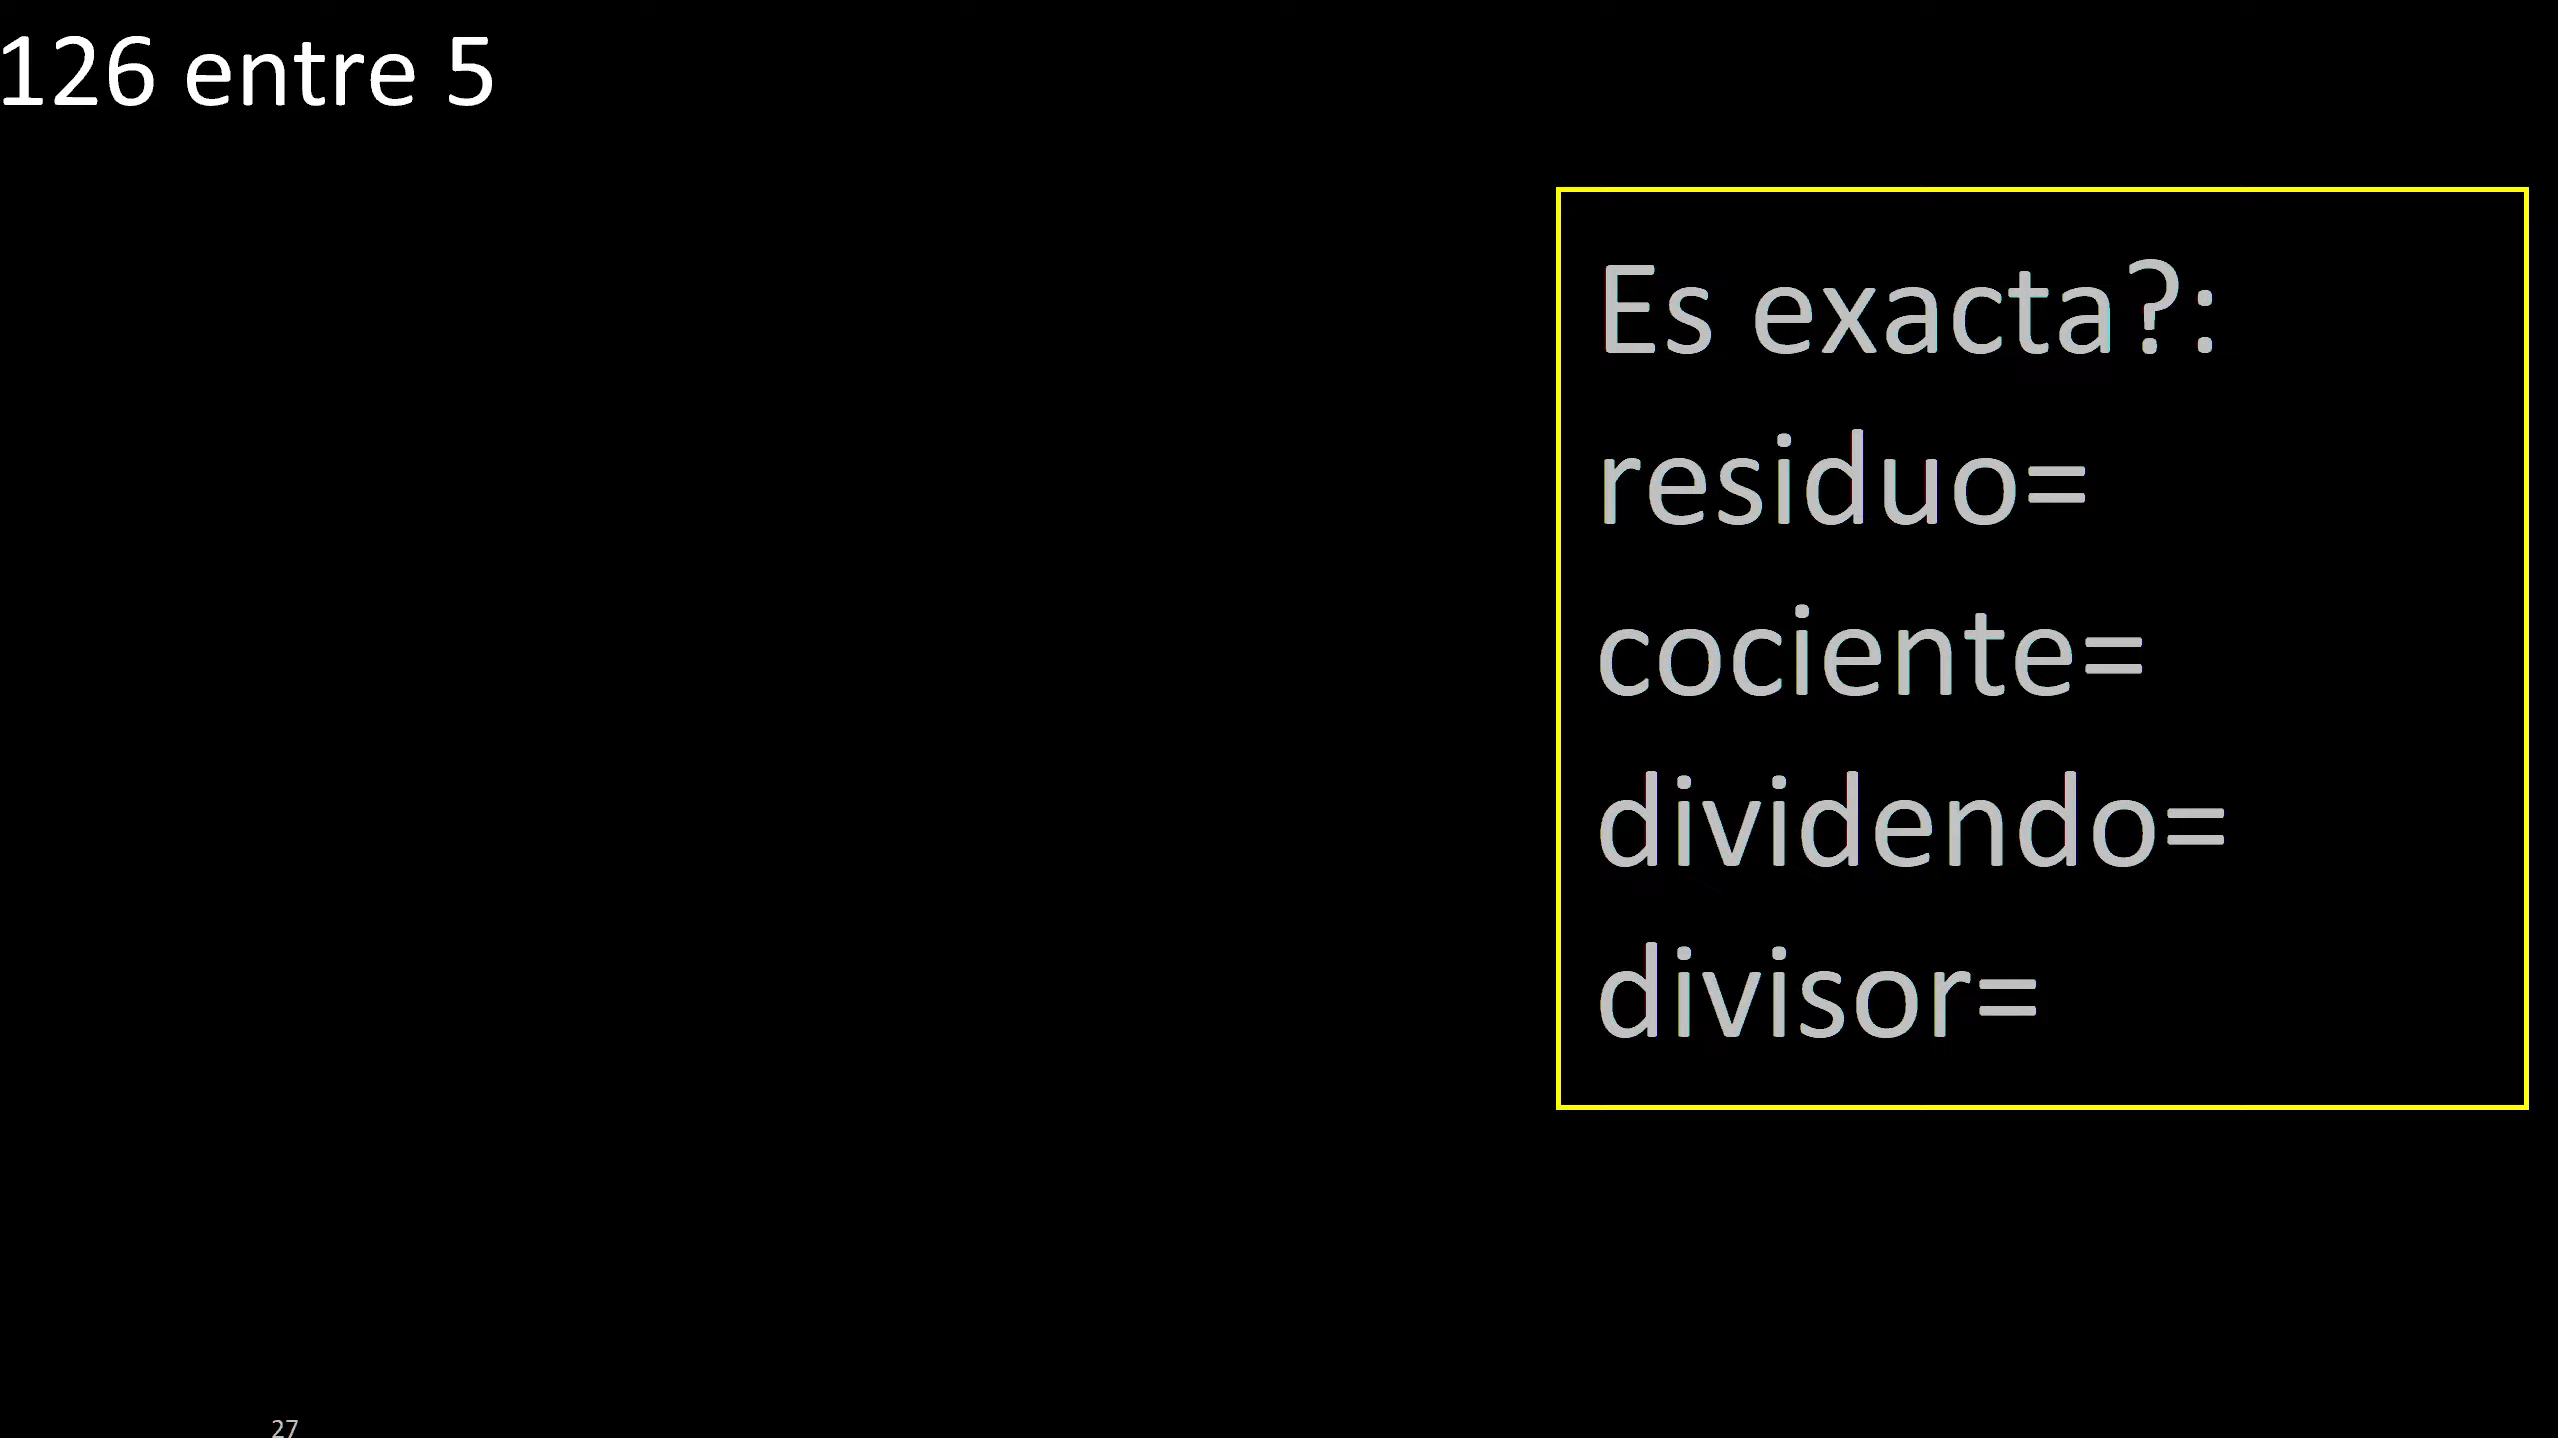 126 entre 5
Es exacta?:
residuo=
cociente=
dividendo=
divisor=
27